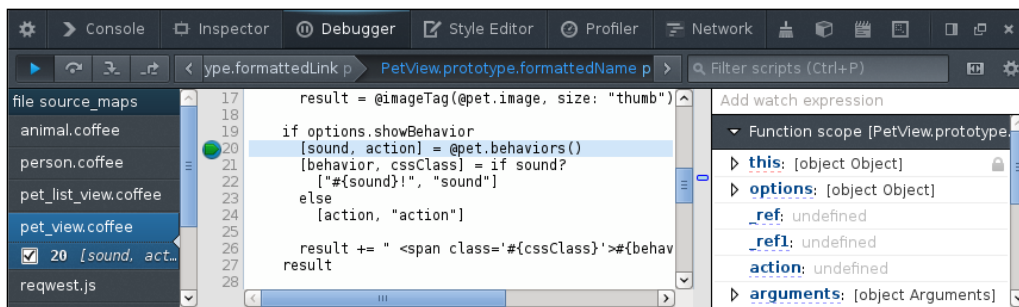 Console Inspector Debugger Style Editor Profiler Network
ype.formattedLink p PetView.prototype.formattedName p Filter scripts (Ctrl+P)
file source_maps
animal.coffee
person.coffee
pet_list_view.coffee
pet_view.coffee
20 [sound, act…
reqwest.js
17 result = @imageTag(@pet.image, size: "thumb")
18
19 if options.showBehavior
20 [sound, action] = @pet.behaviors()
21 [behavior, cssClass] = if sound?
22 ["#{sound}!", "sound"]
23 else
24 [action, "action"]
25
26 result += " <span class='#{cssClass}'>#{behav
27 result
28
Add watch expression
Function scope [PetView.prototype.
this: [object Object]
options: [object Object]
_ref: undefined
_ref1: undefined
action: undefined
arguments: [object Arguments]